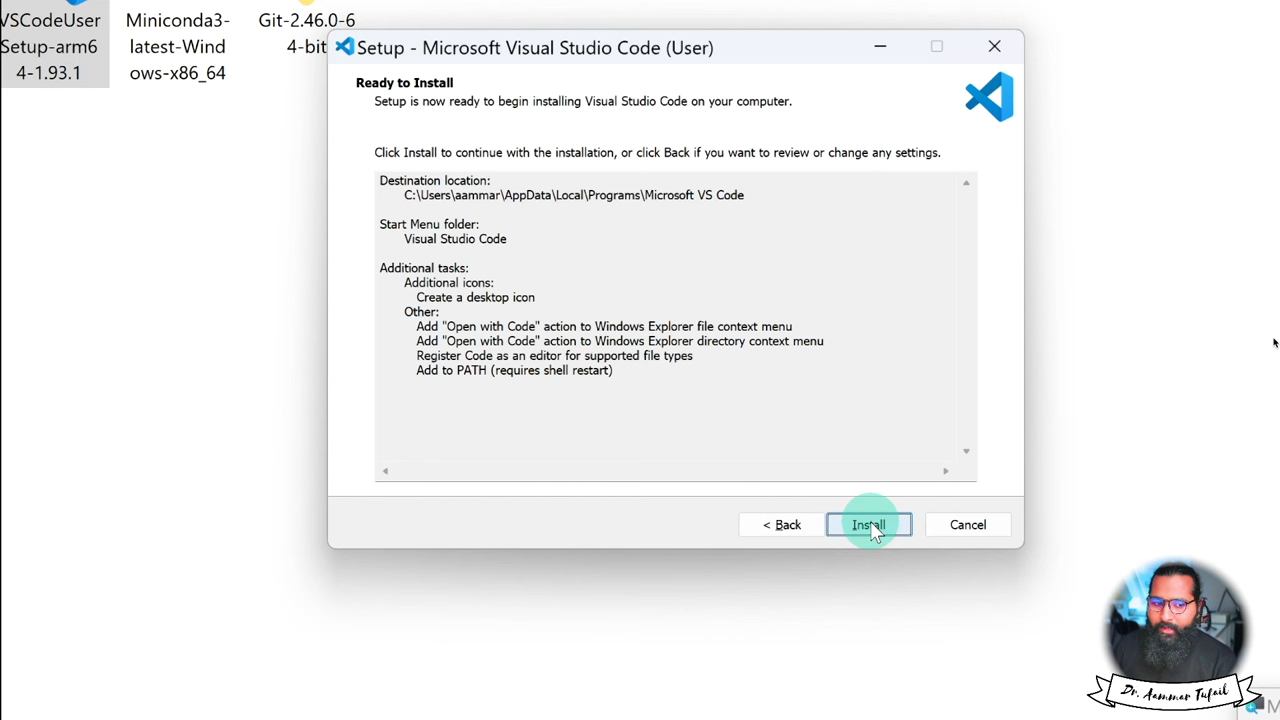 VSCodeUser
Setup-arm6
4-1.93.1
Miniconda3-
latest-Wind
ows-x86_64
Git-2.46.0-6
4-bit
Setup - Microsoft Visual Studio Code (User)
Ready to Install
Setup is now ready to begin installing Visual Studio Code on your computer.
Click Install to continue with the installation, or click Back if you want to review or change any settings.
Destination location:
C:\Users\aammar\AppData\Local\Programs\Microsoft VS Code
Start Menu folder:
Visual Studio Code
Additional tasks:
Additional icons:
Create a desktop icon
Other:
Add "Open with Code" action to Windows Explorer file context menu
Add "Open with Code" action to Windows Explorer directory context menu
Register Code as an editor for supported file types
Add to PATH (requires shell restart)
< Back
Install
Cancel
Dr. Aammar Tufail
M